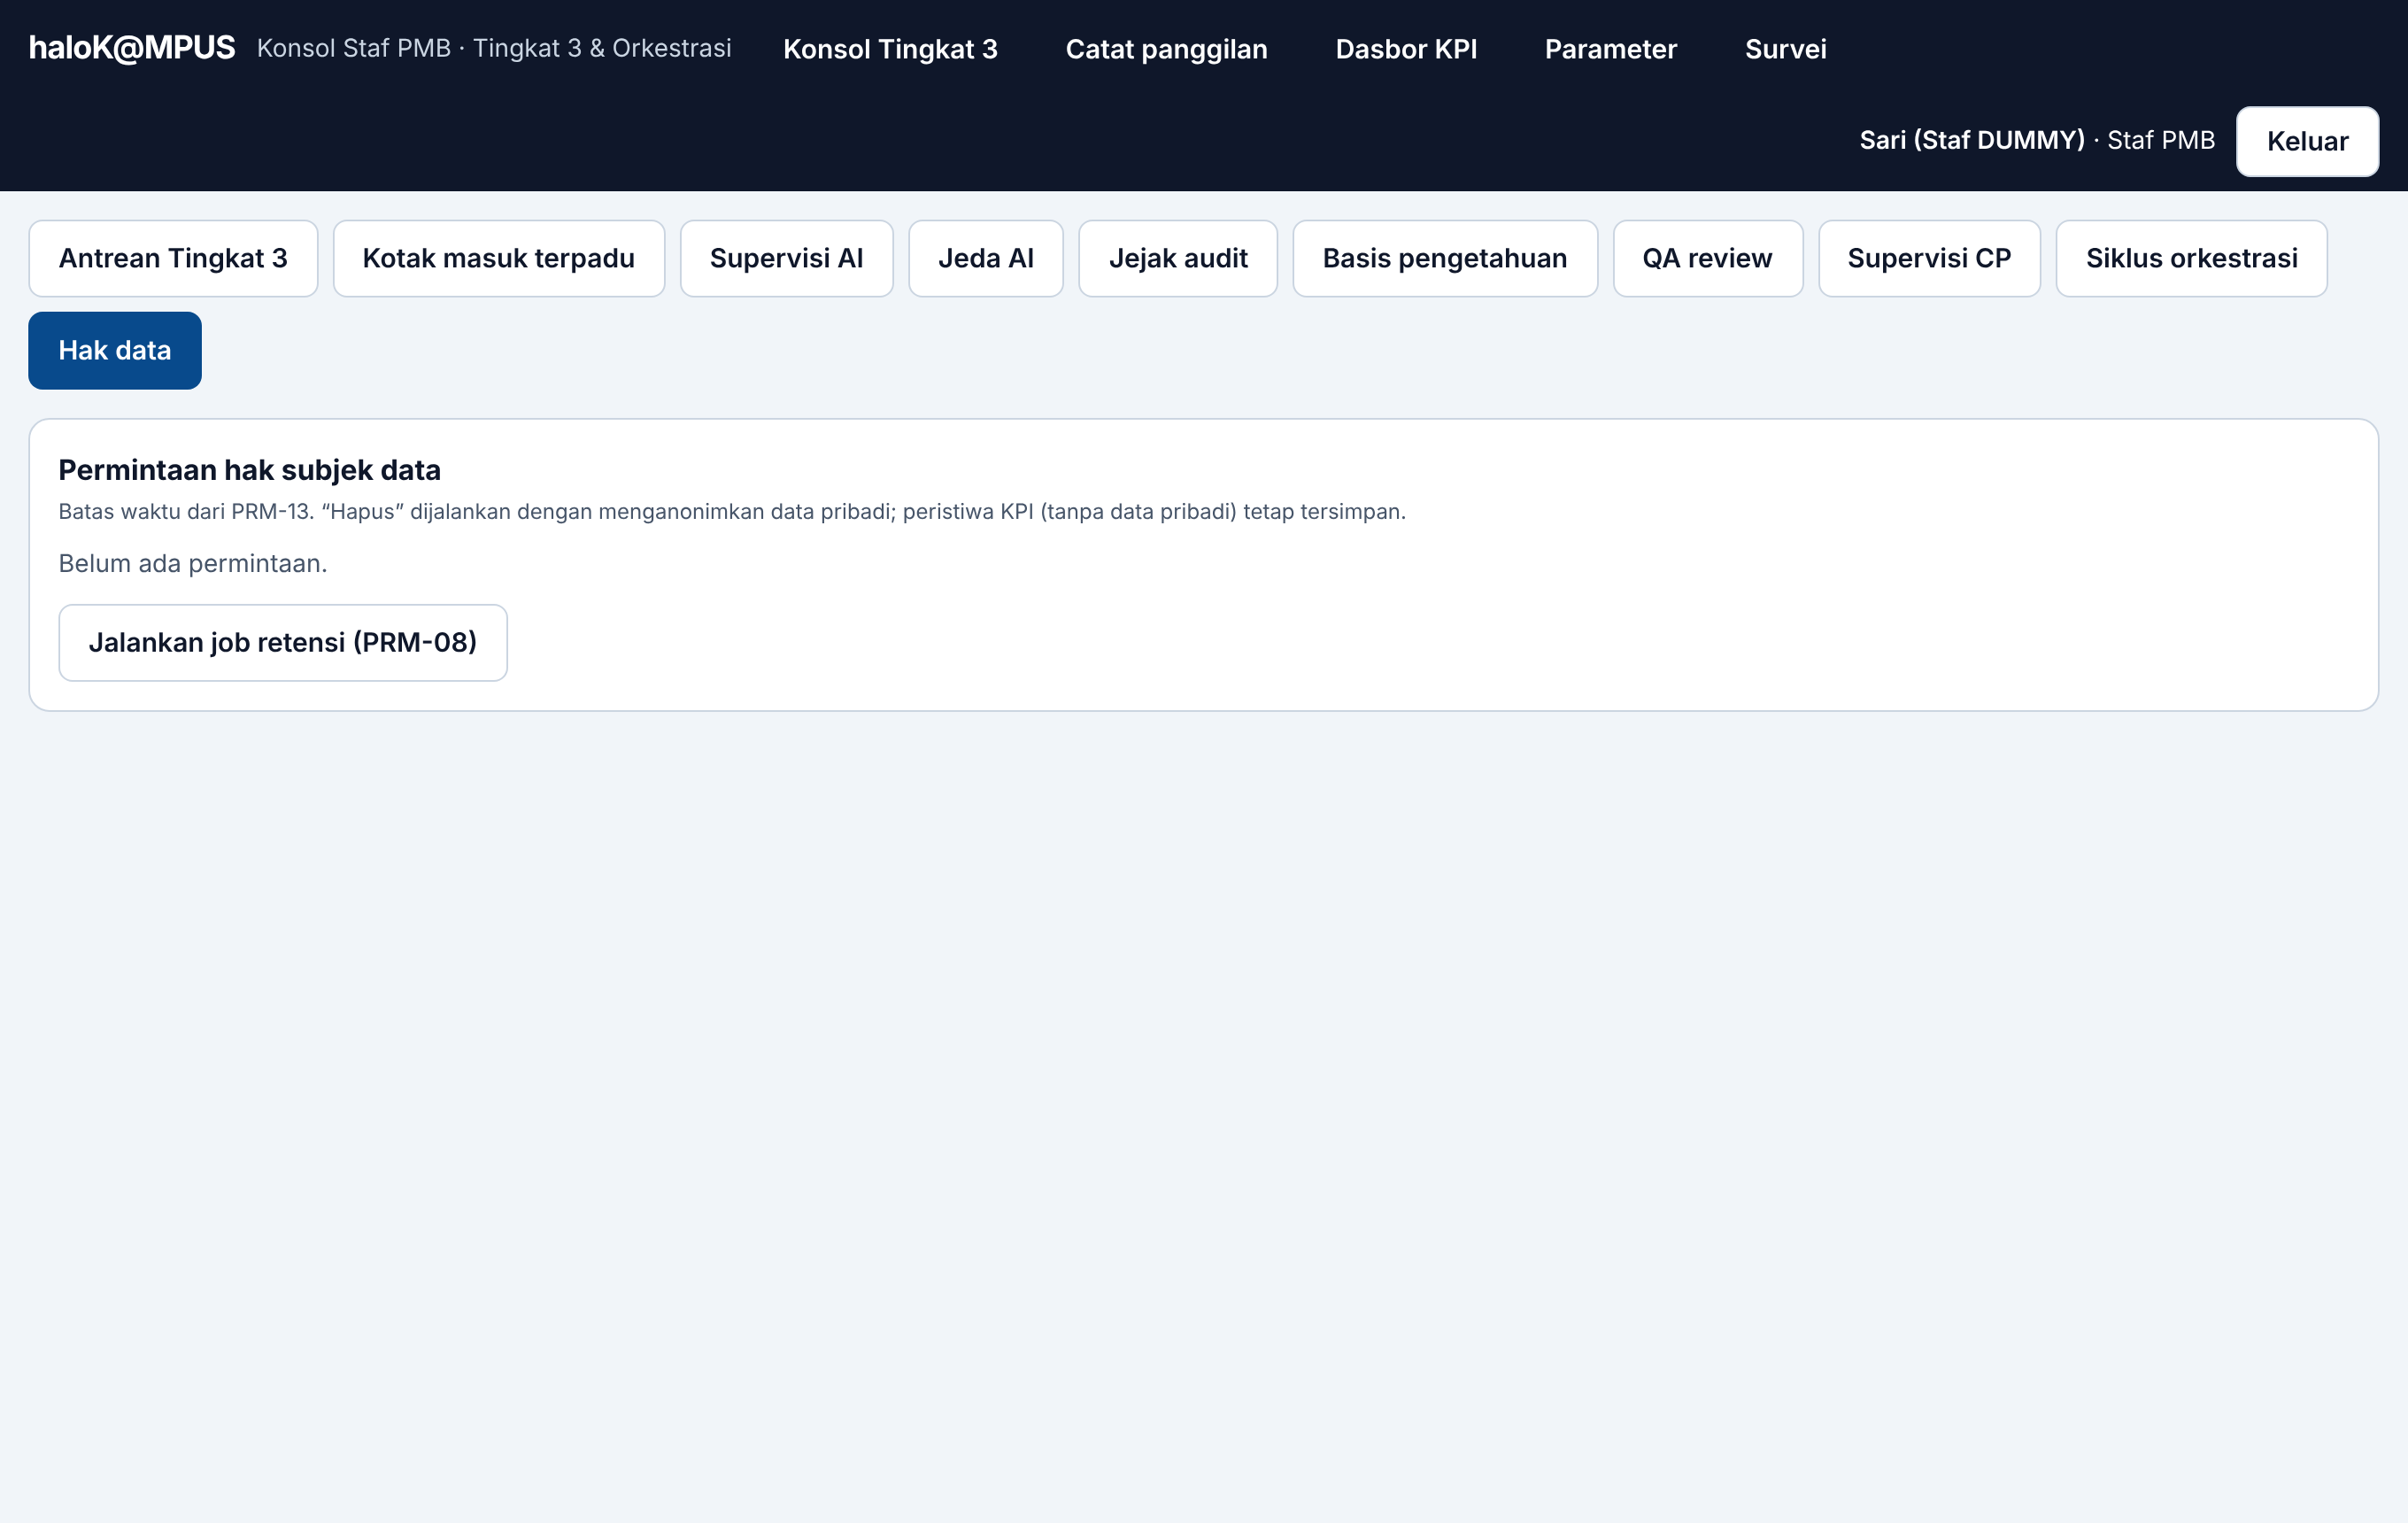 haloK@MPUS Konsol Staf PMB · Tingkat 3 & Orkestrasi Konsol Tingkat 3 Catat panggilan Dasbor KPI Parameter Survei
Sari (Staf DUMMY) · Staf PMB Keluar
Antrean Tingkat 3 Kotak masuk terpadu Supervisi AI Jeda AI Jejak audit Basis pengetahuan QA review Supervisi CP Siklus orkestrasi
Hak data
Permintaan hak subjek data
Batas waktu dari PRM-13. “Hapus” dijalankan dengan menganonimkan data pribadi; peristiwa KPI (tanpa data pribadi) tetap tersimpan.
Belum ada permintaan.
Jalankan job retensi (PRM-08)